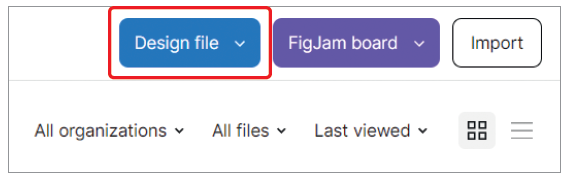 Design file FigJam board Import
All organizations All files Last viewed